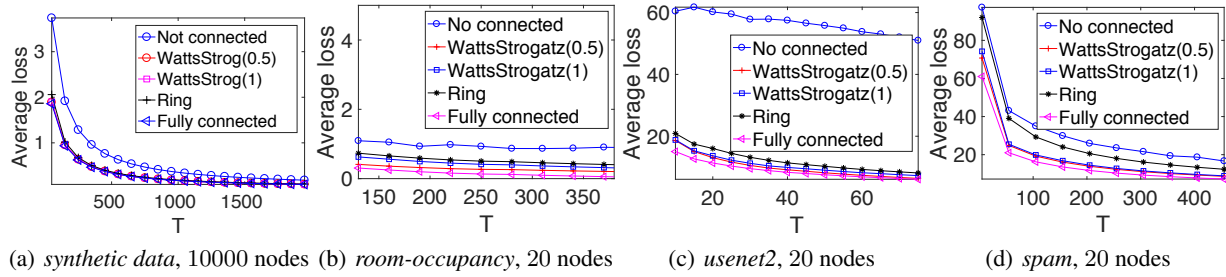 Average loss
3
2
1
500
1000
1500
T
Not connected
WattsStrog(0.5)
WattsStrog(1)
Ring
Fully connected
(a) synthetic data, 10000 nodes
Average loss
4
2
0
150
200
250
300
350
T
No connected
WattsStrogatz(0.5)
WattsStrogatz(1)
Ring
Fully connected
(b) room-occupancy, 20 nodes
Average loss
60
40
20
20
40
60
T
No connected
WattsStrogatz(0.5)
WattsStrogatz(1)
Ring
Fully connected
(c) usenet2, 20 nodes
Average loss
80
60
40
20
100
200
300
400
T
No connected
WattsStrogatz(0.5)
WattsStrogatz(1)
Ring
Fully connected
(d) spam, 20 nodes